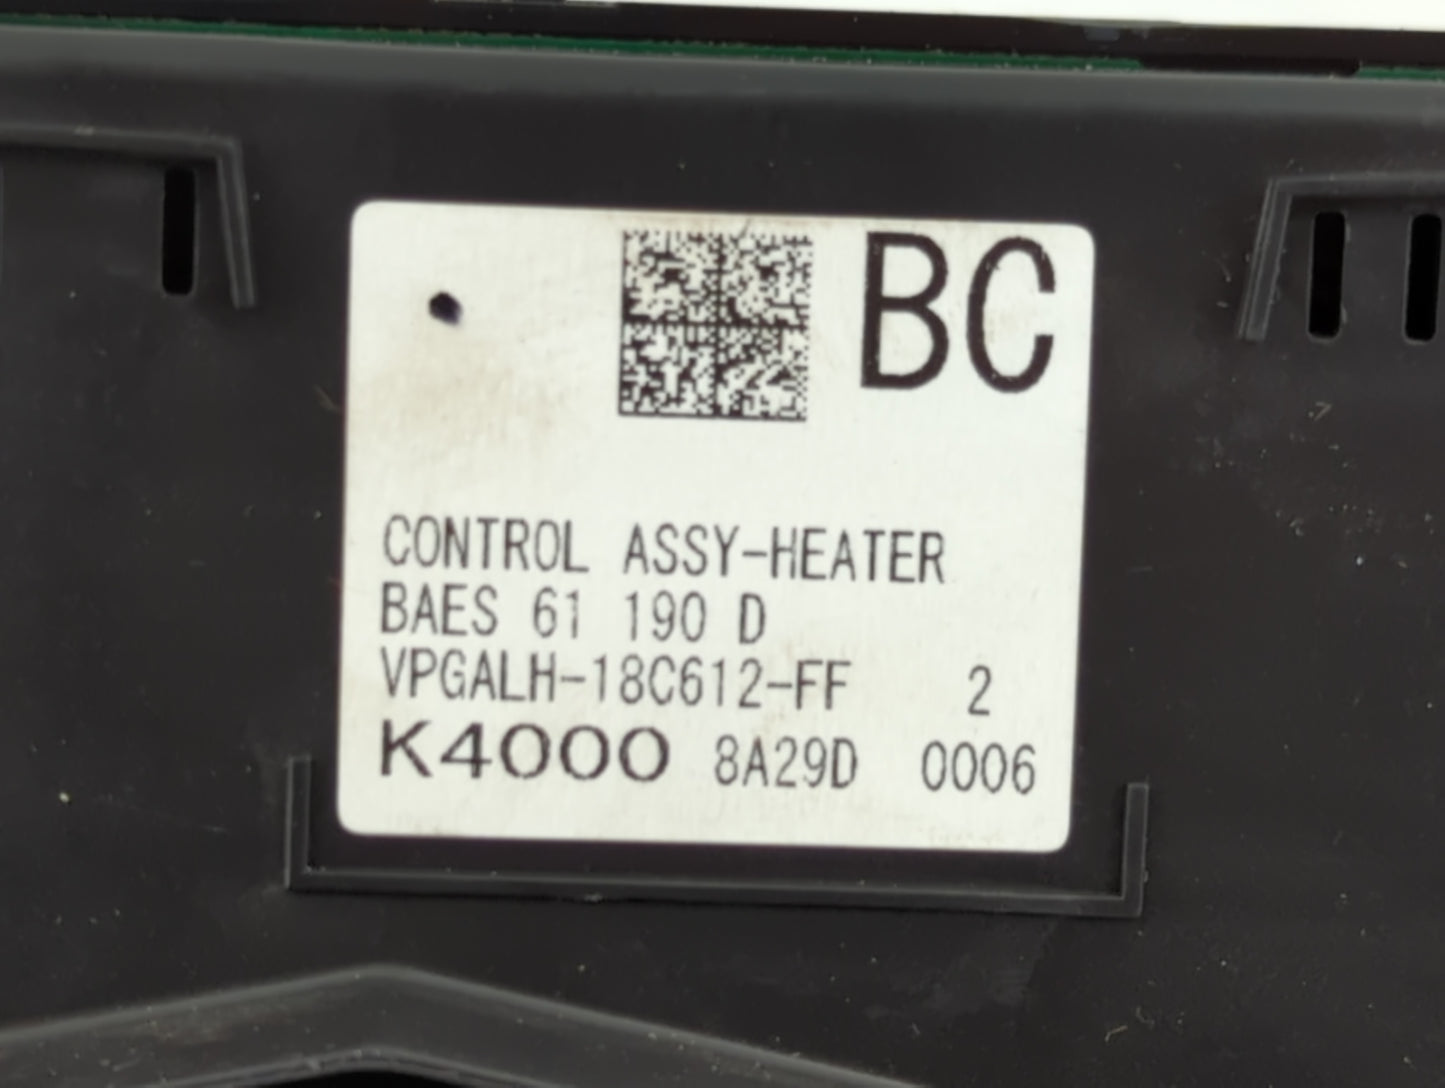 BC
CONTROL ASSY-HEATER
BAES 61 190 D
VPGALH-18C612-FF 2
K4000 8A29D 0006